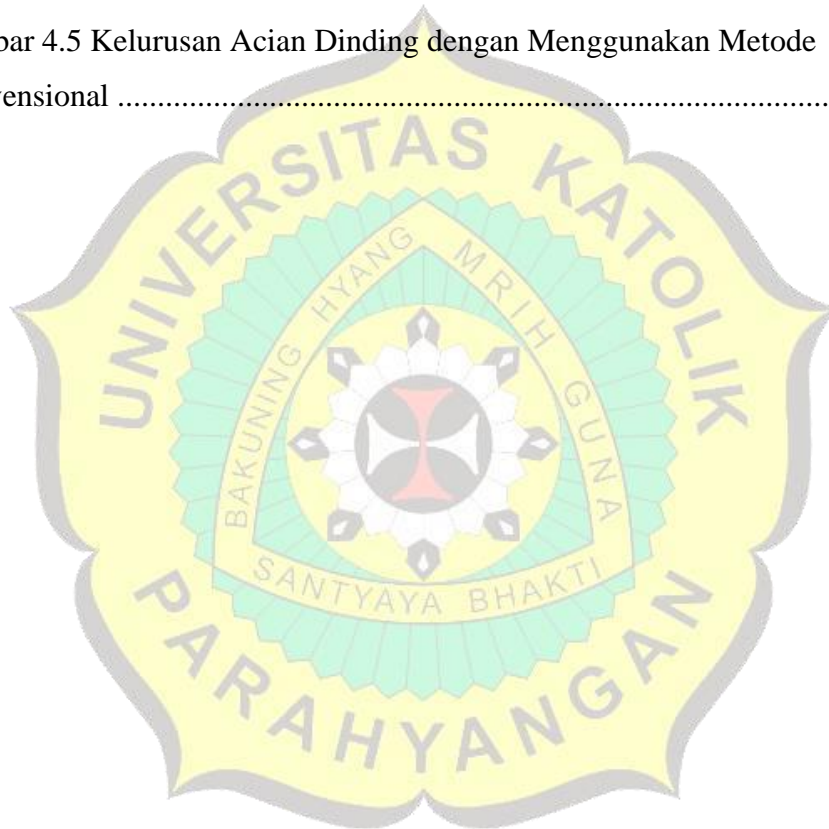 bar 4.5 Kelurusan Acian Dinding dengan Menggunakan Metode
vensional ..........................................................................................
UNIVERSITAS KATOLIK
PARAHYANGAN
BAKUNING HYANG MRIH GUNA
SANTYAYA BHAKTI